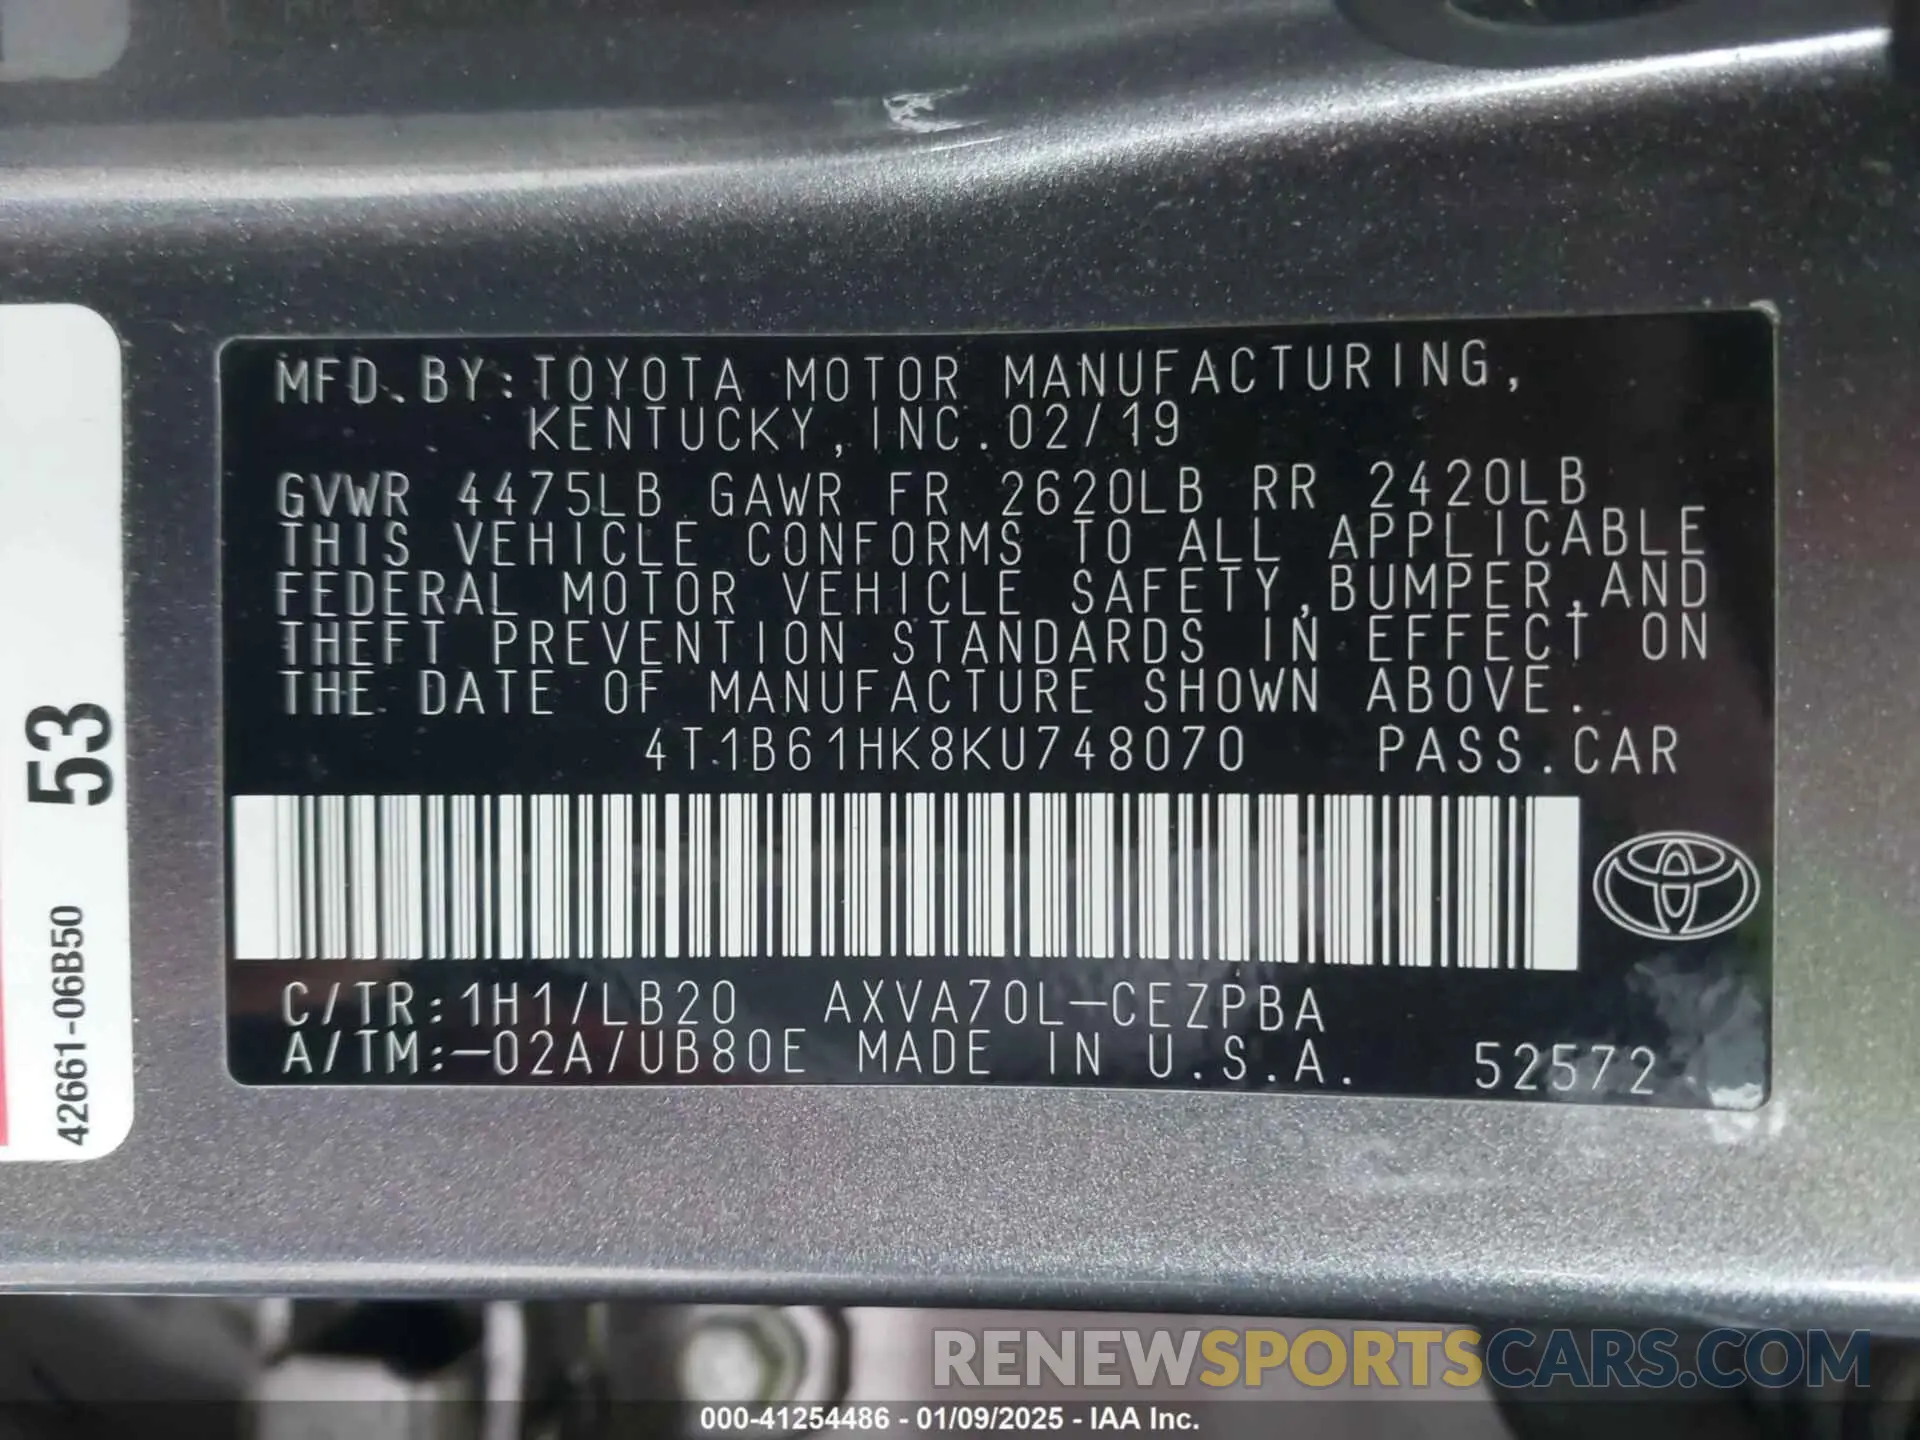 MFD. BY: TOYOTA MOTOR MANUFACTURING,
KENTUCKY, INC. 02/19
GVWR 4475LB GAWR FR 2620LB RR 2420LB
THIS VEHICLE CONFORMS TO ALL APPLICABLE
FEDERAL MOTOR VEHICLE SAFETY, BUMPER, AND
THEFT PREVENTION STANDARDS IN EFFECT ON
THE DATE OF MANUFACTURE SHOWN ABOVE.
4T1B61HK8KU748070 PASS. CAR
C/TR: 1H1/LB20 AXVA70L-CEZPBA
A/TM: -02A/UB80E MADE IN U.S.A. 52572
53
42661-06B50
RENEWSPORTSCARS.COM
000-41254486 - 01/09/2025 - IAA Inc.